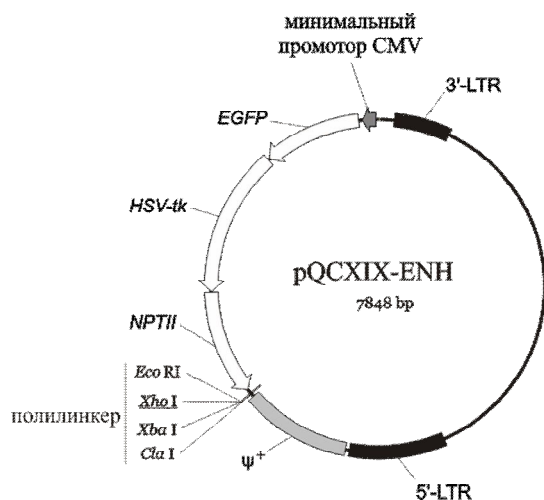 минимальный
промотор CMV
3'-LTR
EGFP
HSV-tk
pQCXIX-ENH
7848 bp
NPTII
полилинкер
Eco RI
Xho I
Xba I
Cla I
Ψ+
5'-LTR